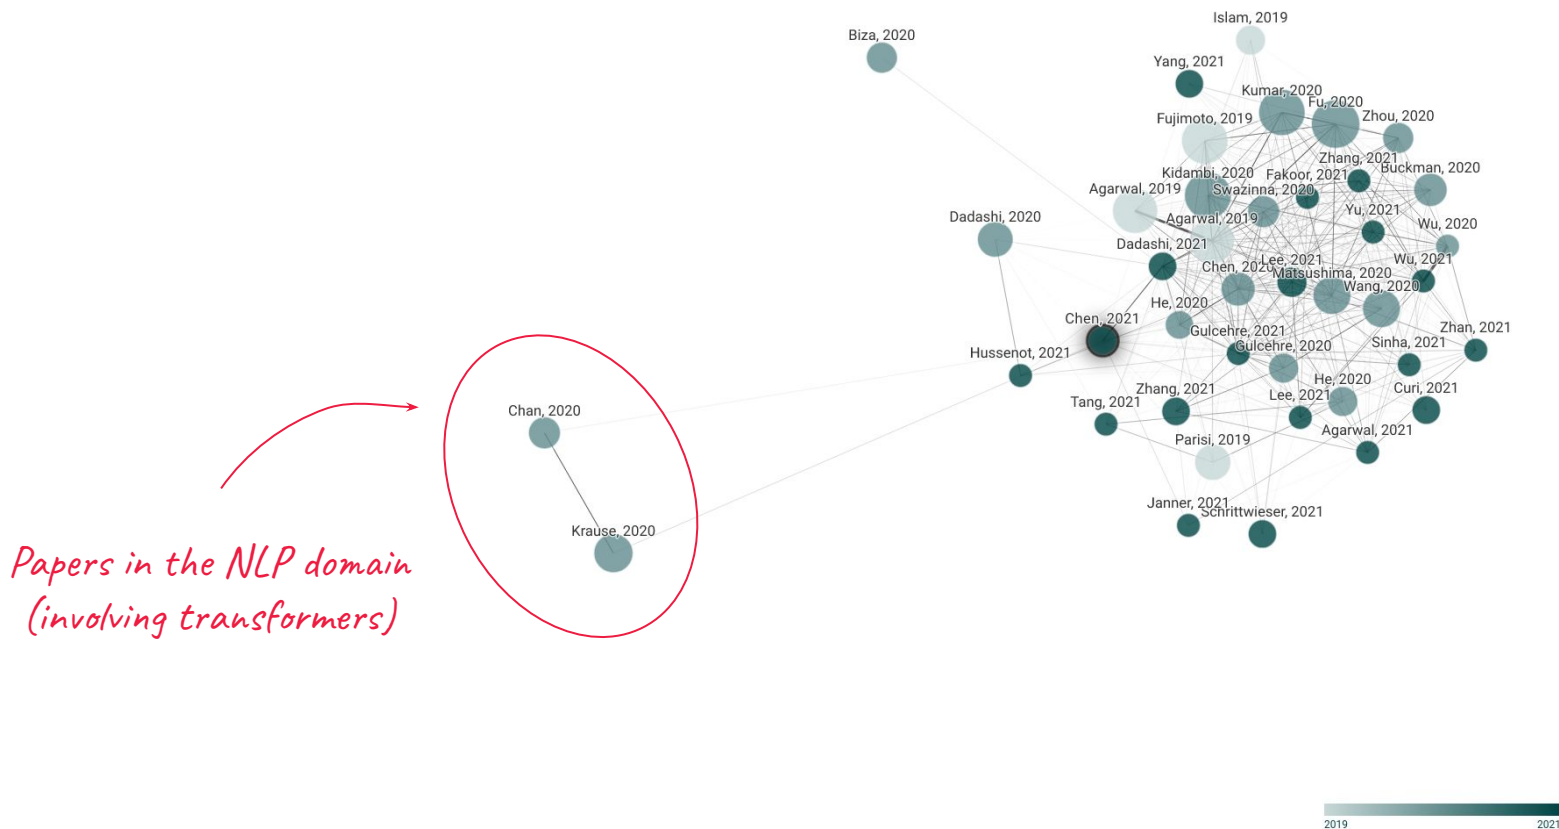 Islam, 2019
Biza, 2020
Yang, 2021
Kumar, 2020
Fu, 2020
Zhou, 2020
Fujimoto, 2019
Zhang, 2021
Buckman, 2020
Kidambi, 2020
Fakoor, 2021
Agarwal, 2019
Swazinna, 2020
Yu, 2021
Dadashi, 2020
Agarwal, 2019
Wu, 2020
Dadashi, 2021
Lee, 2021
Wu, 2021
Chen, 2020
Matsushima, 2020
Wang, 2020
He, 2020
Chen, 2021
Gulcehre, 2021
Zhan, 2021
Gulcehre, 2020
Sinha, 2021
Hussenot, 2021
He, 2020
Zhang, 2021
Lee, 2021
Curi, 2021
Tang, 2021
Chan, 2020
Agarwal, 2021
Parisi, 2019
Janner, 2021
Schrittwieser, 2021
Krause, 2020
Papers in the NLP domain
(involving transformers)
2019
2021